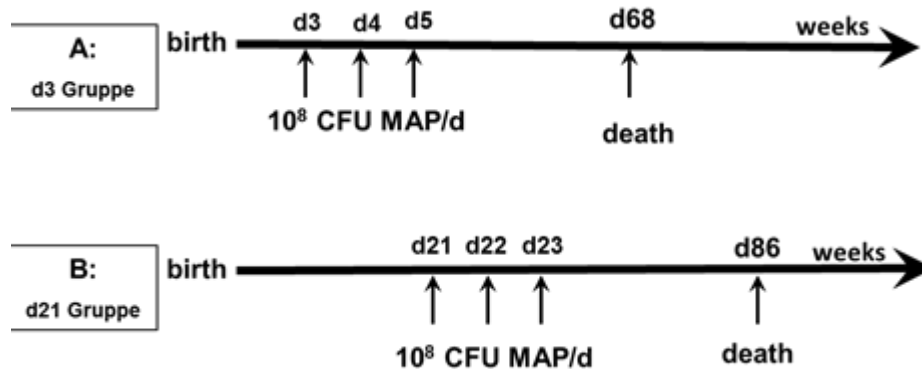 A:
d3 Gruppe
birth
d3 d4 d5 d68 weeks
10⁸ CFU MAP/d
death
B:
d21 Gruppe
birth
d21 d22 d23 d86 weeks
10⁸ CFU MAP/d
death